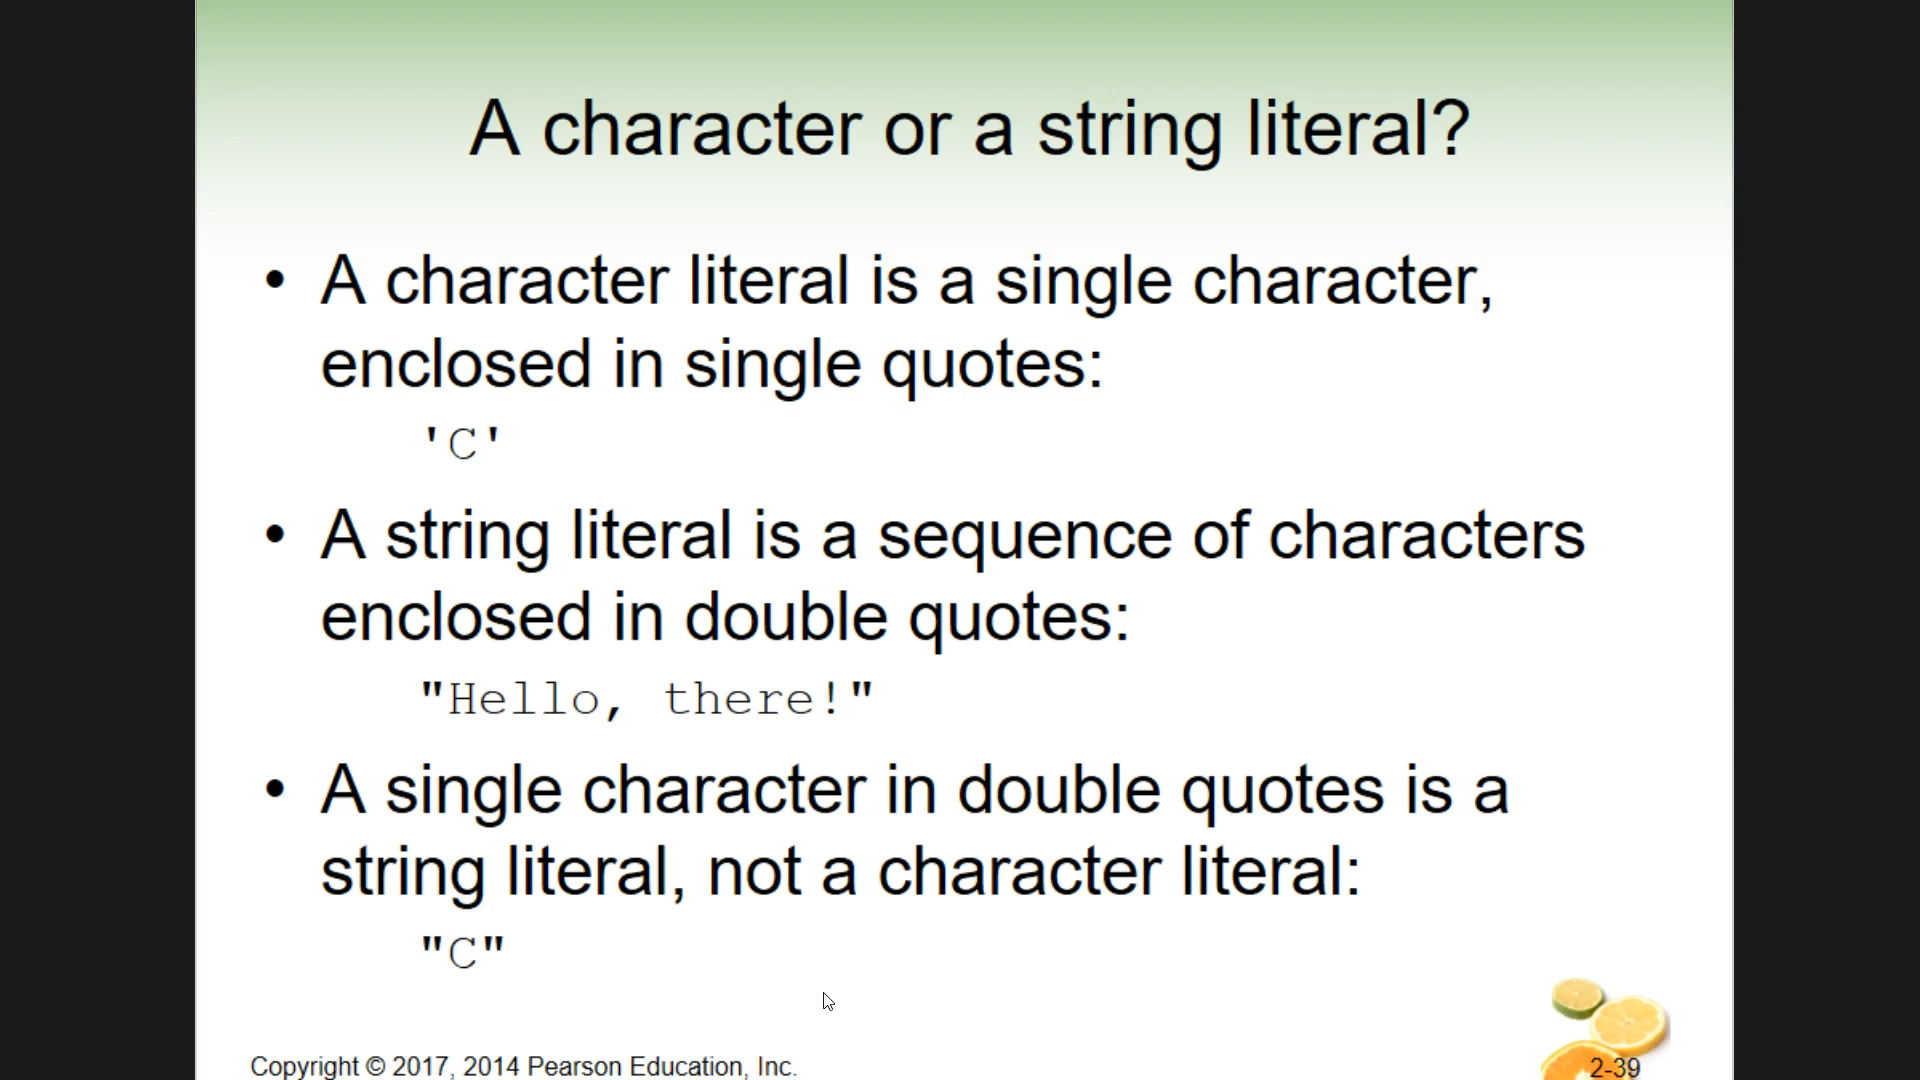 A character or a string literal?
• A character literal is a single character,
enclosed in single quotes:
'C'
• A string literal is a sequence of characters
enclosed in double quotes:
"Hello, there!"
• A single character in double quotes is a
string literal, not a character literal:
"C"
Copyright © 2017, 2014 Pearson Education, Inc.
2-39